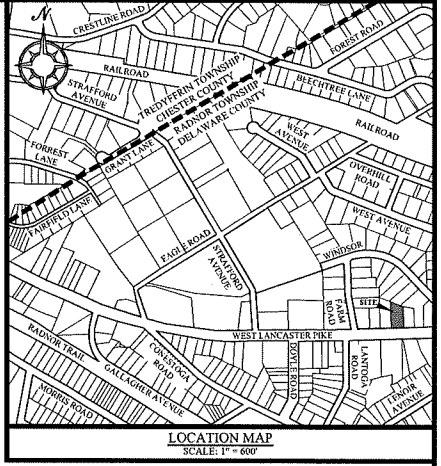 N
CRESTLINE ROAD
FOREST ROAD
RAILROAD
STRAFFORD
AVENUE
TREDYFFRIN TOWNSHIP
CHESTER COUNTY
RADNOR TOWNSHIP
DELAWARE COUNTY
BEECHTREE LANE
RAILROAD
FORREST
LANE
GRANT LANE
WEST
AVENUE
OVERHILL
ROAD
FAIRFIELD LANE
WEST AVENUE
EAGLE ROAD
STRAFFORD
AVENUE
WINDSOR
FARM
ROAD
SITE
WEST LANCASTER PIKE
RADNOR TRAIL
CONESTOGA
ROAD
DOYLE ROAD
LANTOGA
ROAD
GALLAGHER AVENUE
MORRIS ROAD
LENOIR AVENUE
LOCATION MAP
SCALE: 1" = 600'